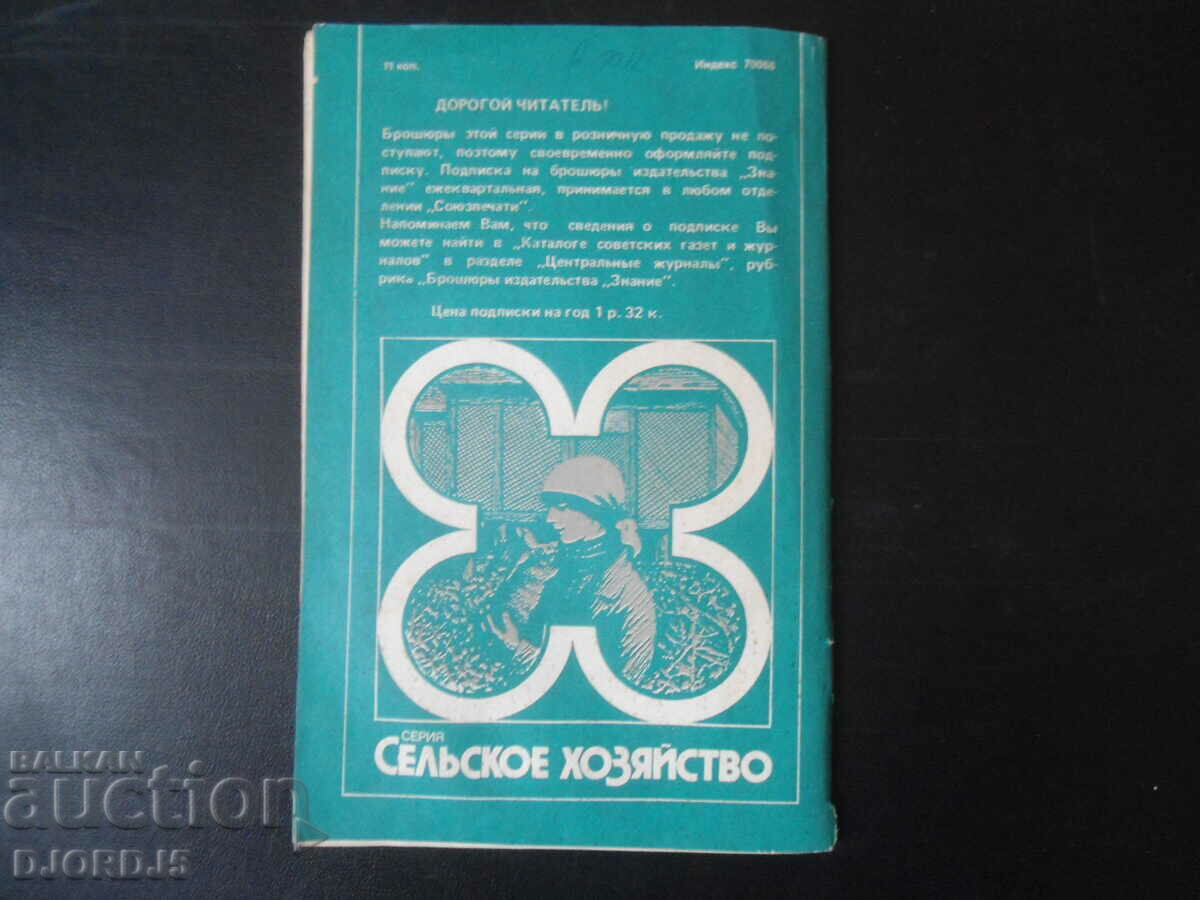 11 коп.
Индекс 70066
ДОРОГОЙ ЧИТАТЕЛЬ!
Брошюры этой серии в розничную продажу не по-
ступают, поэтому своевременно оформляйте под-
писку. Подписка на брошюры издательства „Зна-
ние" ежеквартальная, принимается в любом отде-
лении „Союзпечати".
Напоминаем Вам, что сведения о подписке Вы
можете найти в „Каталоге советских газет и жур-
налов" в разделе „Центральные журналы", руб-
рика „Брошюры издательства „Знание".
Цена подписки на год 1 р. 32 к.
СЕРИЯ
СЕЛЬСКОЕ ХОЗЯЙСТВО
BALKAN
auction
DJORDJ5